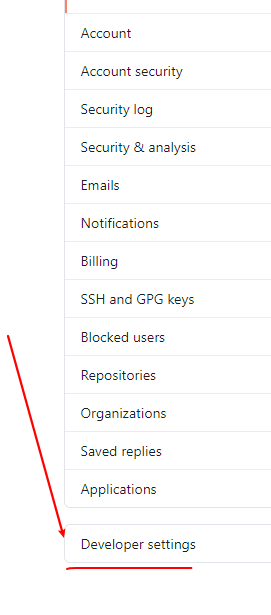 Account
Account security
Security log
Security & analysis
Emails
Notifications
Billing
SSH and GPG keys
Blocked users
Repositories
Organizations
Saved replies
Applications
Developer settings